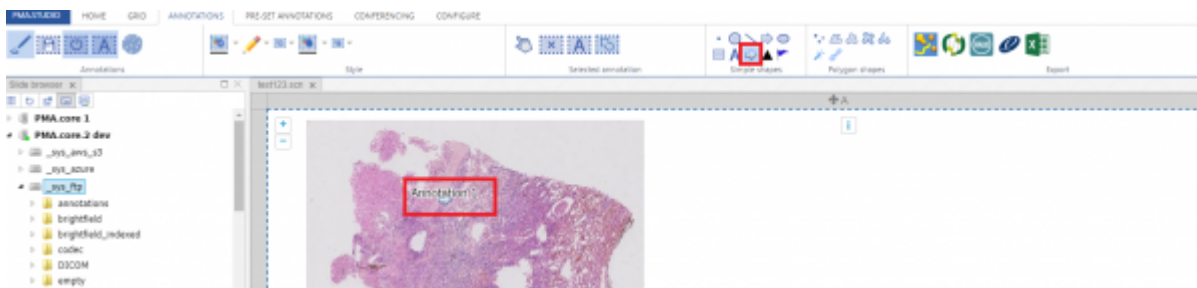 PMA.STUDIO HOME GRID ANNOTATIONS PRE-SET ANNOTATIONS CONFERENCING CONFIGURE
Annotations Style Selected annotation Simple shapes Polygon shapes Export
Slide browser x test123.scn x
A
PMA.core 1
PMA.core.2 dev
_sys_aws_s3
_sys_azure
_sys_ftp
Annotation
annotations
brightfield
brightfield_indexed
codec
DICOM
empty